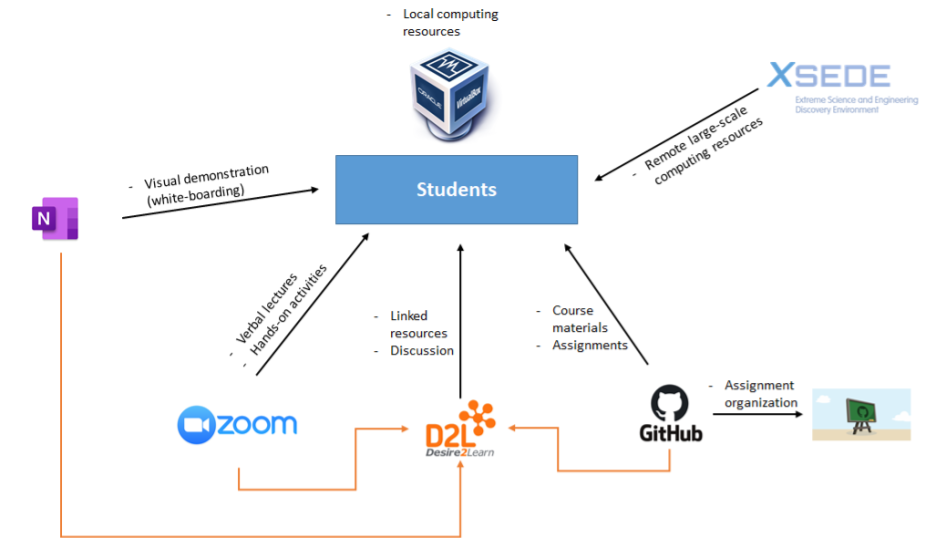 - Local computing
resources
ORACLE
VirtualBox
XSEDE
Extreme Science and Engineering
Discovery Environment
- Remote large-scale
computing resources
Students
- Visual demonstration
(white-boarding)
N
- Verbal lectures
- Hands-on activities
- Linked
resources
- Discussion
- Course
materials
- Assignments
- Assignment
organization
zoom
D2L
Desire2Learn
GitHub